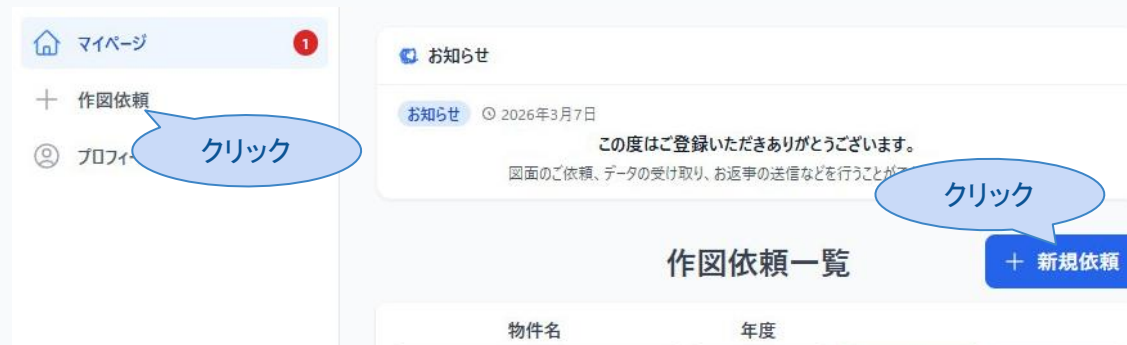 マイページ
1
作図依頼
プロフィー
クリック
お知らせ
お知らせ 2026年3月7日
この度はご登録いただきありがとうございます。
図面のご依頼、データの受け取り、お返事の送信などを行うことが
クリック
作図依頼一覧
+ 新規依頼
物件名 年度